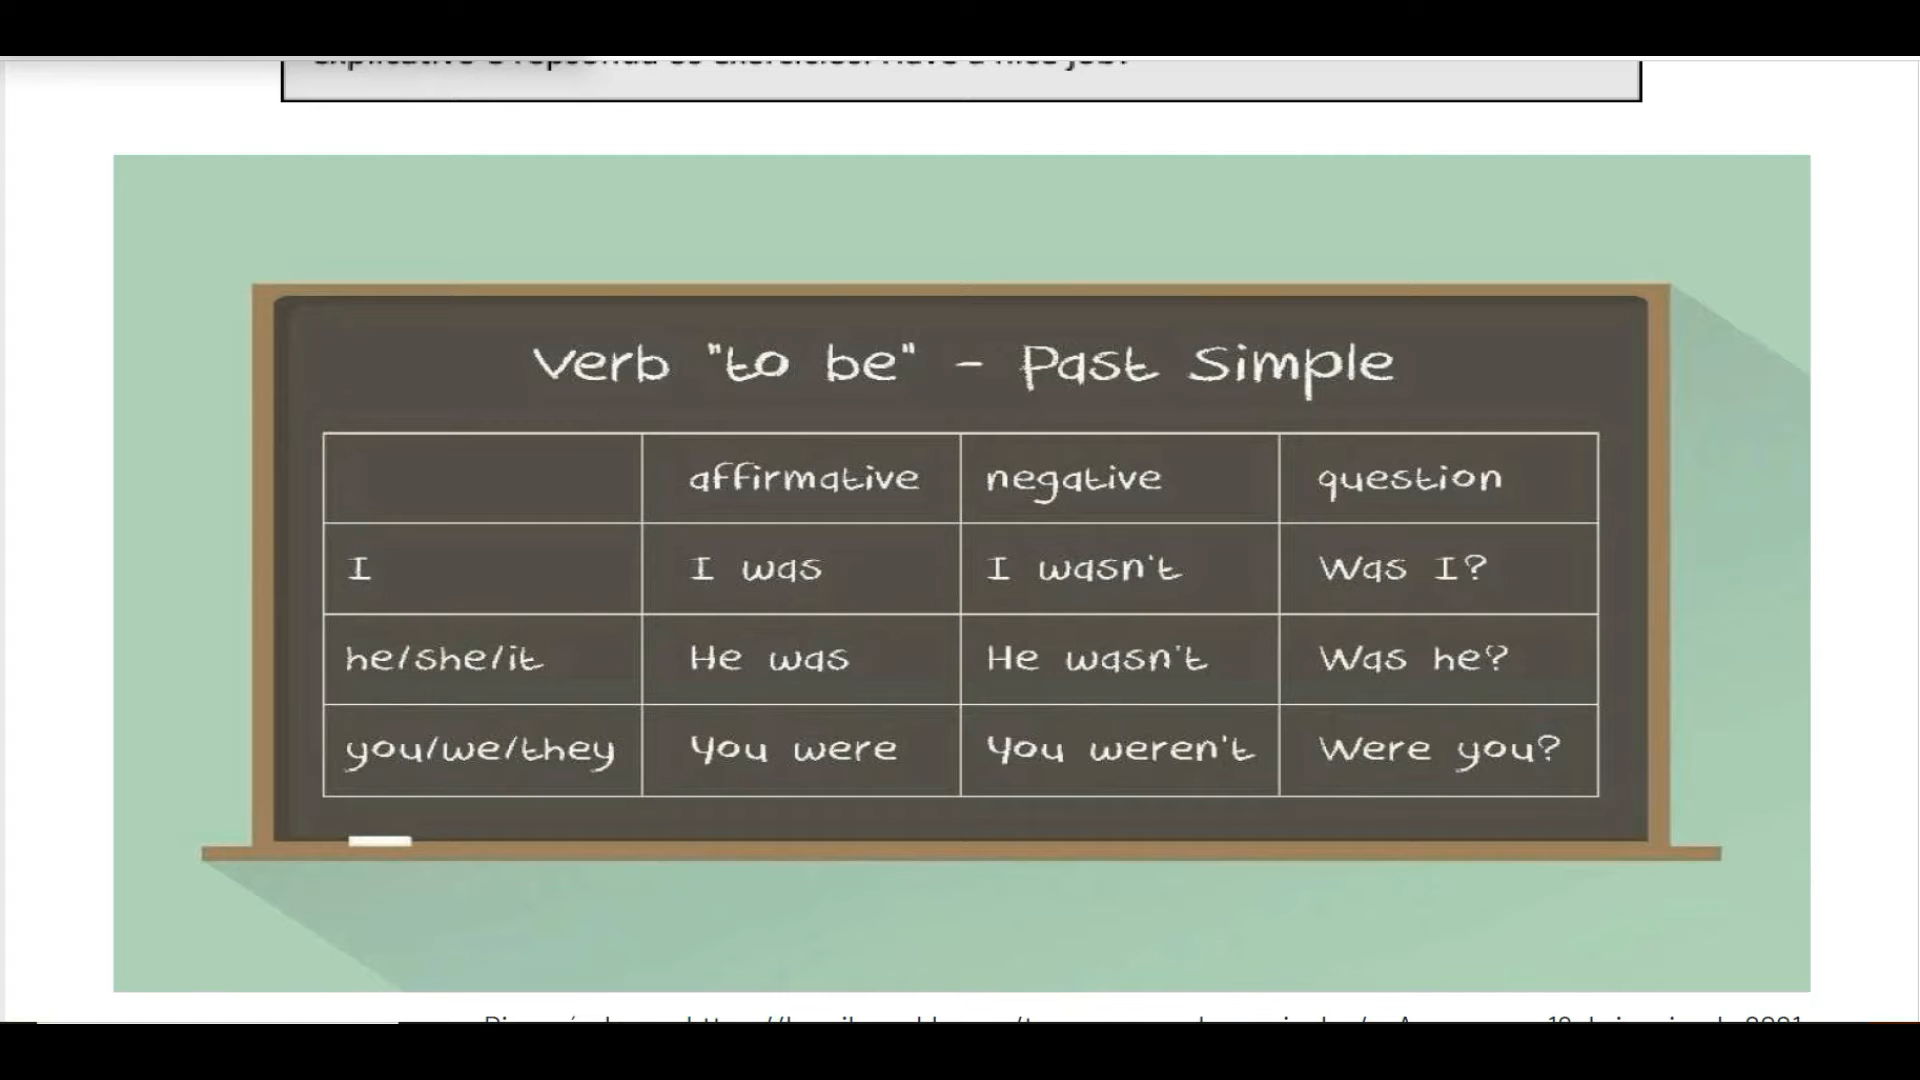 Verb "to be" - Past Simple
affirmative negative question
I I was I wasn't Was I?
he/she/it He was He wasn't Was he?
you/we/they You were You weren't Were you?